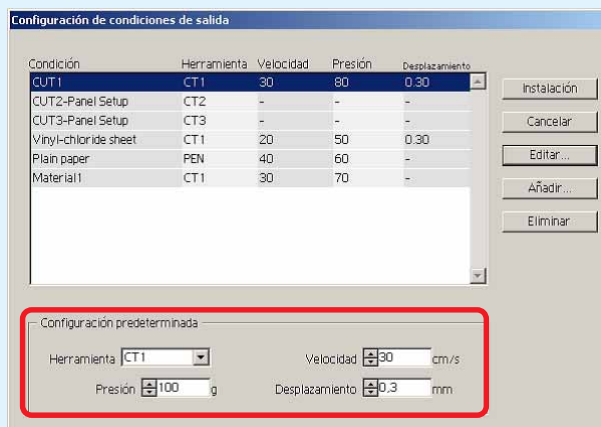 Configuración de condiciones de salida
Condición Herramienta Velocidad Presión Desplazamiento
CUT1 CT1 30 80 0.30
CUT2-Panel Setup CT2 - - -
CUT3-Panel Setup CT3 - - -
Vinyl-chloride sheet CT1 20 50 0.30
Plain paper PEN 40 60 -
Material1 CT1 30 70 -
Instalación
Cancelar
Editar...
Añadir...
Eliminar
Configuración predeterminada
Herramienta CT1 Velocidad 30 cm/s
Presión 100 g Desplazamiento 0,3 mm